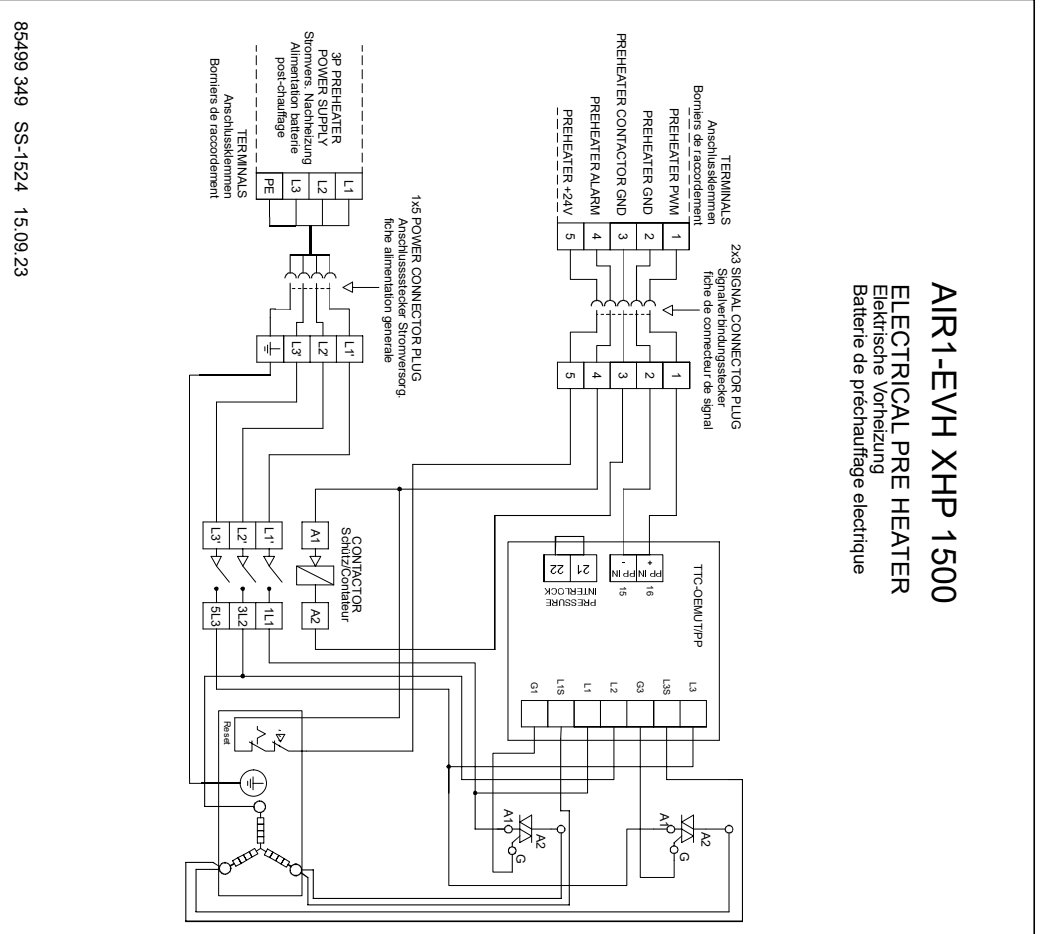 AIR1-EVH XHP 1500
ELECTRICAL PRE HEATER
Elektrische Vorheizung
Batterie de préchauffage electrique
TERMINALS
Anschlussklemmen
Borniers de raccordement
PREHEATER PWM
PREHEATER GND
PREHEATER CONTACTOR GND
PREHEATER ALARM
PREHEATER +24V
1
2
3
4
5
2x3 SIGNAL CONNECTOR PLUG
Signalverbindungsstecker
fiche de connecteur de signal
1
2
3
4
5
TTC-OEMUT/PP
+
PP IN
16
-
PP IN
15
21
22
PRESSURE
INTERLOCK
L3
L3S
G3
L2
L1
L1S
G1
A1
A2
G
A1
A2
G
3P PREHEATER
POWER SUPPLY
Stromvers. Nachheizung
Alimentation batterie
post-chauffage
L1
L2
L3
PE
TERMINALS
Anschlussklemmen
Borniers de raccordement
1x5 POWER CONNECTOR PLUG
Anschlussstecker Stromversorg.
fiche alimentation generale
L1'
L2'
L3'
CONTACTOR
Schütz/Contateur
A1
A2
L1'
L2'
L3'
1L1
3L2
5L3
Reset
85499 349 SS-1524 15.09.23